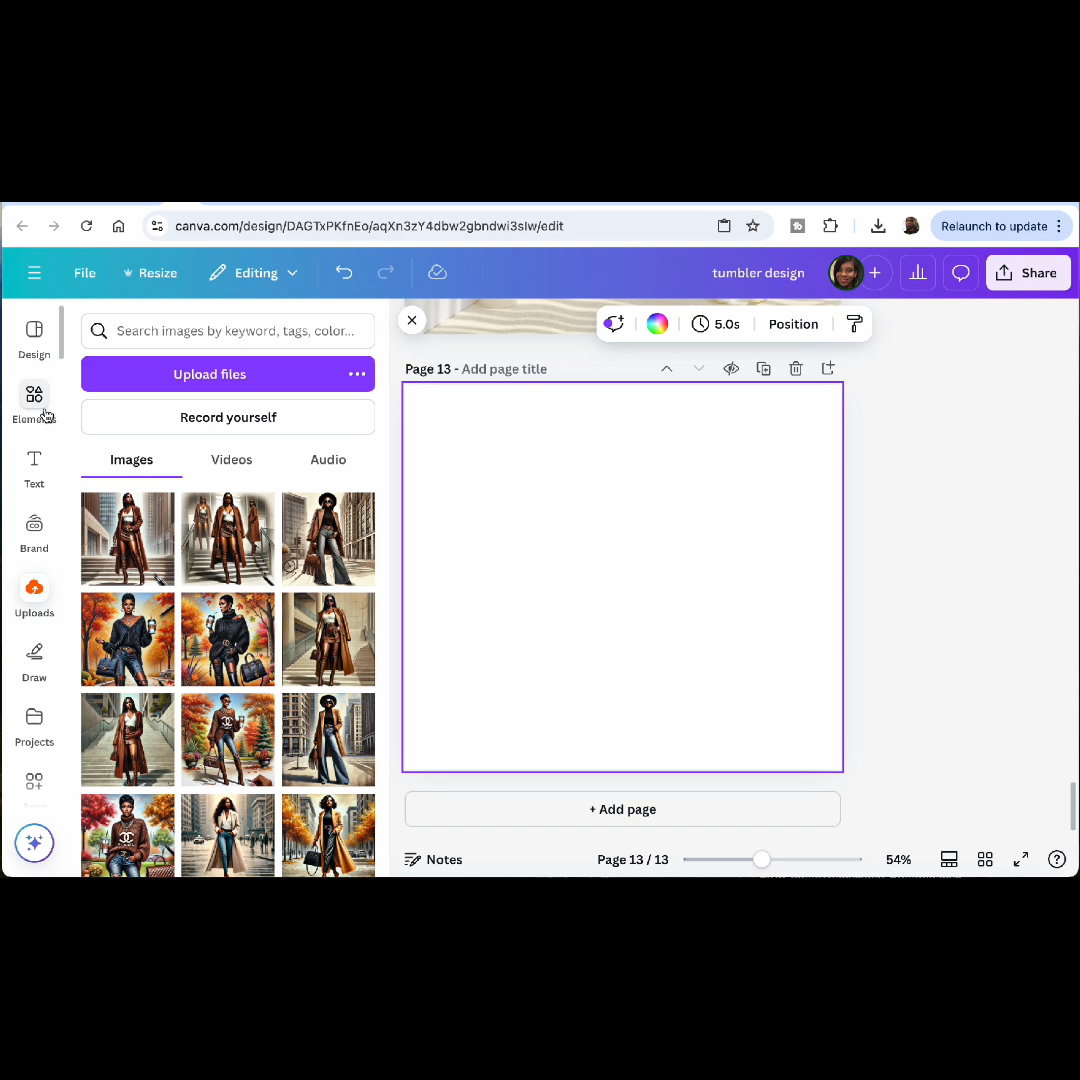 canva.com/design/DAGTxPKfnEo/aqXn3zY4dbw2gbndwi3sIw/edit
Relaunch to update
File
Resize
Editing
tumbler design
Share
Design
Elements
Text
Brand
Uploads
Draw
Projects
Search images by keyword, tags, color...
Upload files
Record yourself
Images
Videos
Audio
5.0s
Position
Page 13 - Add page title
+ Add page
Notes
Page 13 / 13
54%